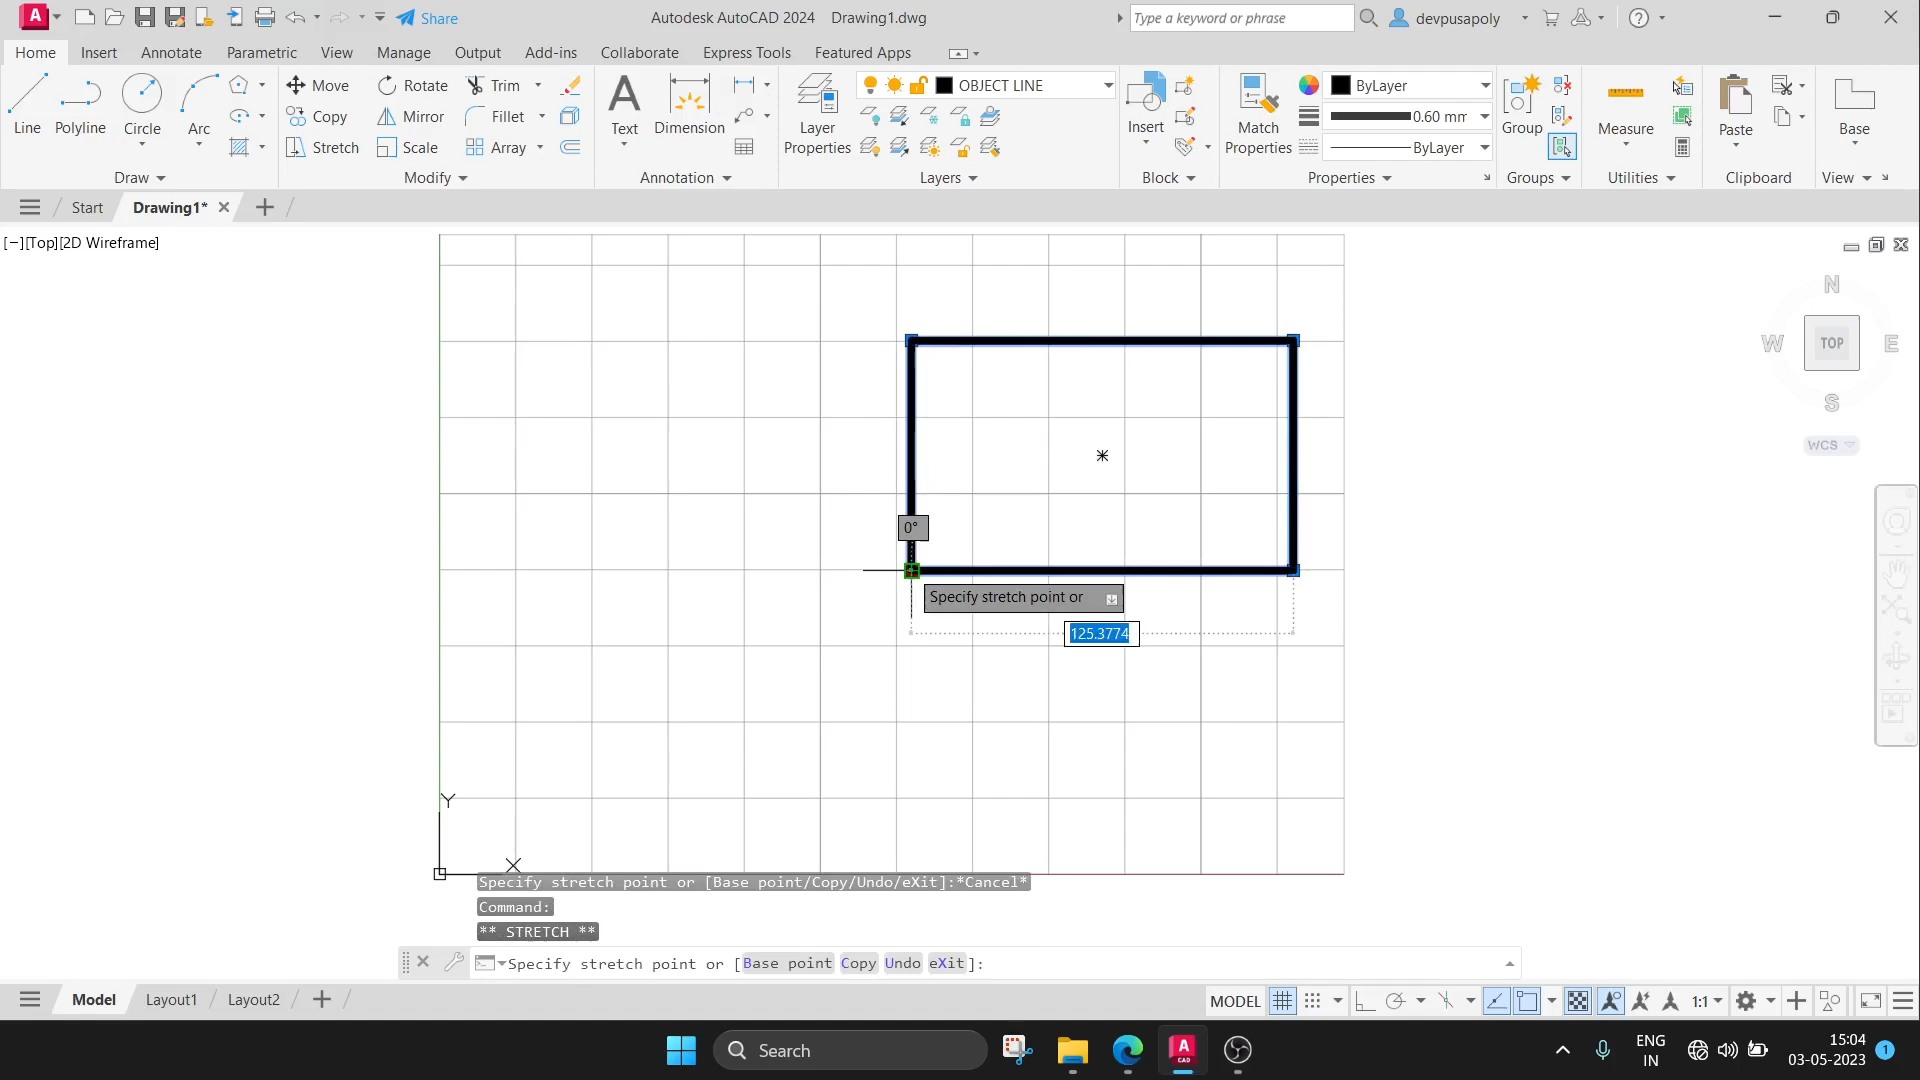 A Share Autodesk AutoCAD 2024 Drawing1.dwg Type a keyword or phrase devpusapoly
Home Insert Annotate Parametric View Manage Output Add-ins Collaborate Express Tools Featured Apps
Line Polyline Circle Arc
Move Rotate Trim
Copy Mirror Fillet
Stretch Scale Array
A Text Dimension
Layer Properties
OBJECT LINE
Insert
Match Properties
ByLayer
0.60 mm
ByLayer
Group
Measure
Paste
Base
Draw Modify Annotation Layers Block Properties Groups Utilities Clipboard View
Start Drawing1*
[−][Top][2D Wireframe]
N
W TOP E
S
WCS
0°
Specify stretch point or
125.3774
Y
X
Specify stretch point or [Base point/Copy/Undo/eXit]:*Cancel*
Command:
** STRETCH **
Specify stretch point or [Base point Copy Undo eXit]:
Model Layout1 Layout2 MODEL 1:1
Search
A CAD
ENG
IN
15:04
03-05-2023
1